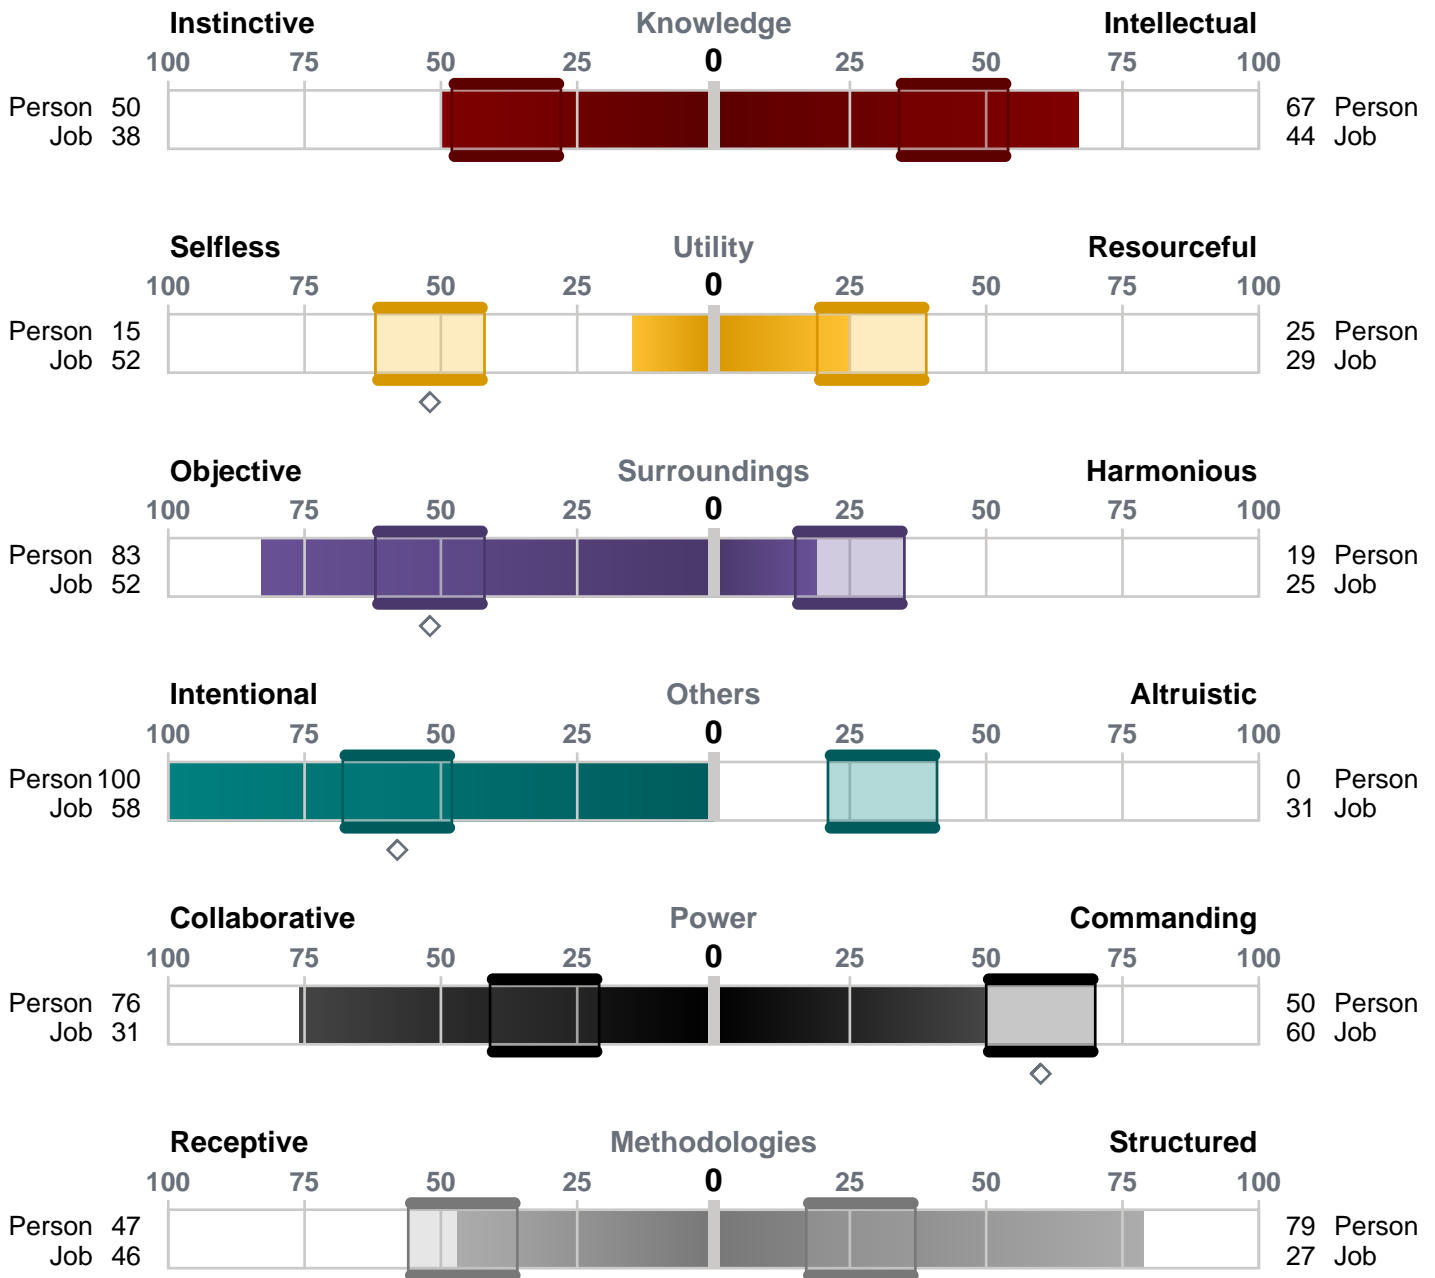 Instinctive Knowledge Intellectual
100 75 50 25 0 25 50 75 100
Person 50 67 Person
Job 38 44 Job
Selfless Utility Resourceful
100 75 50 25 0 25 50 75 100
Person 15 25 Person
Job 52 29 Job
Objective Surroundings Harmonious
100 75 50 25 0 25 50 75 100
Person 83 19 Person
Job 52 25 Job
Intentional Others Altruistic
100 75 50 25 0 25 50 75 100
Person 100 0 Person
Job 58 31 Job
Collaborative Power Commanding
100 75 50 25 0 25 50 75 100
Person 76 50 Person
Job 31 60 Job
Receptive Methodologies Structured
100 75 50 25 0 25 50 75 100
Person 47 79 Person
Job 46 27 Job